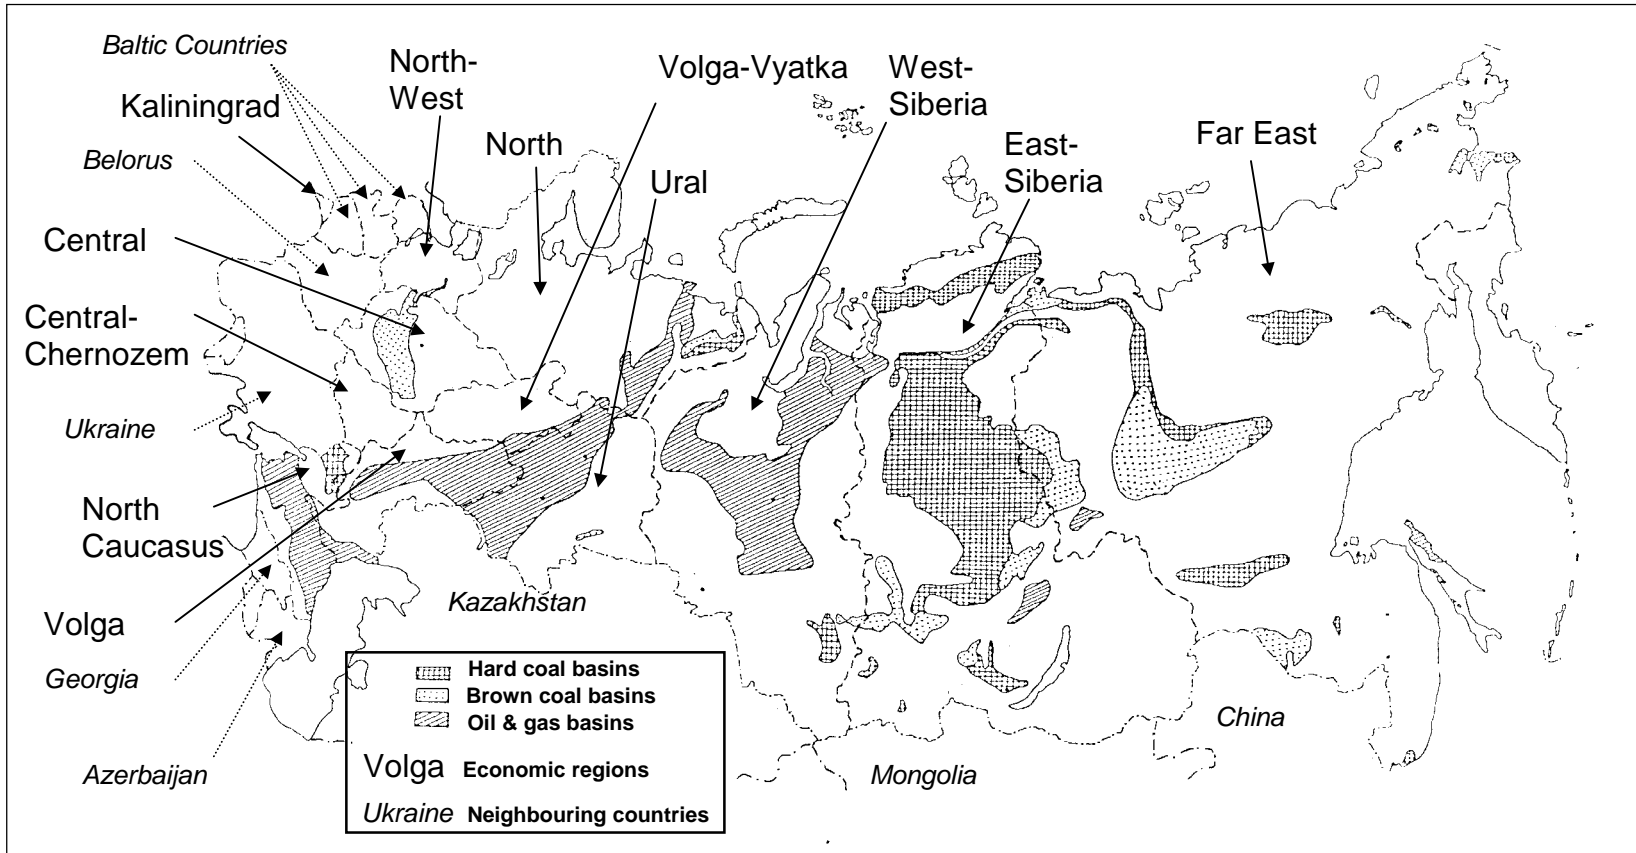 Baltic Countries
North-
West
Volga-Vyatka
West-
Siberia
Kaliningrad
Belorus
North
Ural
East-
Siberia
Far East
Central
Central-
Chernozem
Ukraine
North
Caucasus
Volga
Georgia
Azerbaijan
Kazakhstan
Mongolia
China
Hard coal basins
Brown coal basins
Oil & gas basins
Volga Economic regions
Ukraine Neighbouring countries